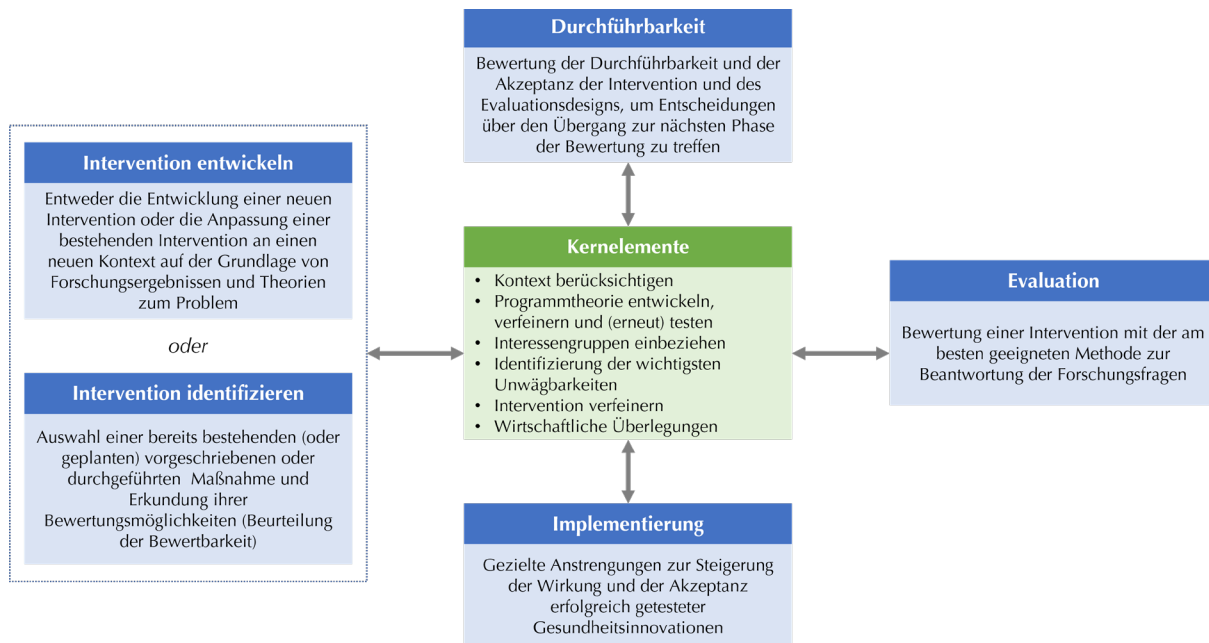 Durchführbarkeit
Bewertung der Durchführbarkeit und der
Akzeptanz der Intervention und des
Evaluationsdesigns, um Entscheidungen
über den Übergang zur nächsten Phase
der Bewertung zu treffen
Intervention entwickeln
Entweder die Entwicklung einer neuen
Intervention oder die Anpassung einer
bestehenden Intervention an einen
neuen Kontext auf der Grundlage von
Forschungsergebnissen und Theorien
zum Problem
oder
Intervention identifizieren
Auswahl einer bereits bestehenden (oder
geplanten) vorgeschriebenen oder
durchgeführten Maßnahme und
Erkundung ihrer
Bewertungsmöglichkeiten (Beurteilung
der Bewertbarkeit)
Kernelemente
• Kontext berücksichtigen
• Programmtheorie entwickeln,
verfeinern und (erneut) testen
• Interessengruppen einbeziehen
• Identifizierung der wichtigsten
Unwägbarkeiten
• Intervention verfeinern
• Wirtschaftliche Überlegungen
Evaluation
Bewertung einer Intervention mit der am
besten geeigneten Methode zur
Beantwortung der Forschungsfragen
Implementierung
Gezielte Anstrengungen zur Steigerung
der Wirkung und der Akzeptanz
erfolgreich getesteter
Gesundheitsinnovationen